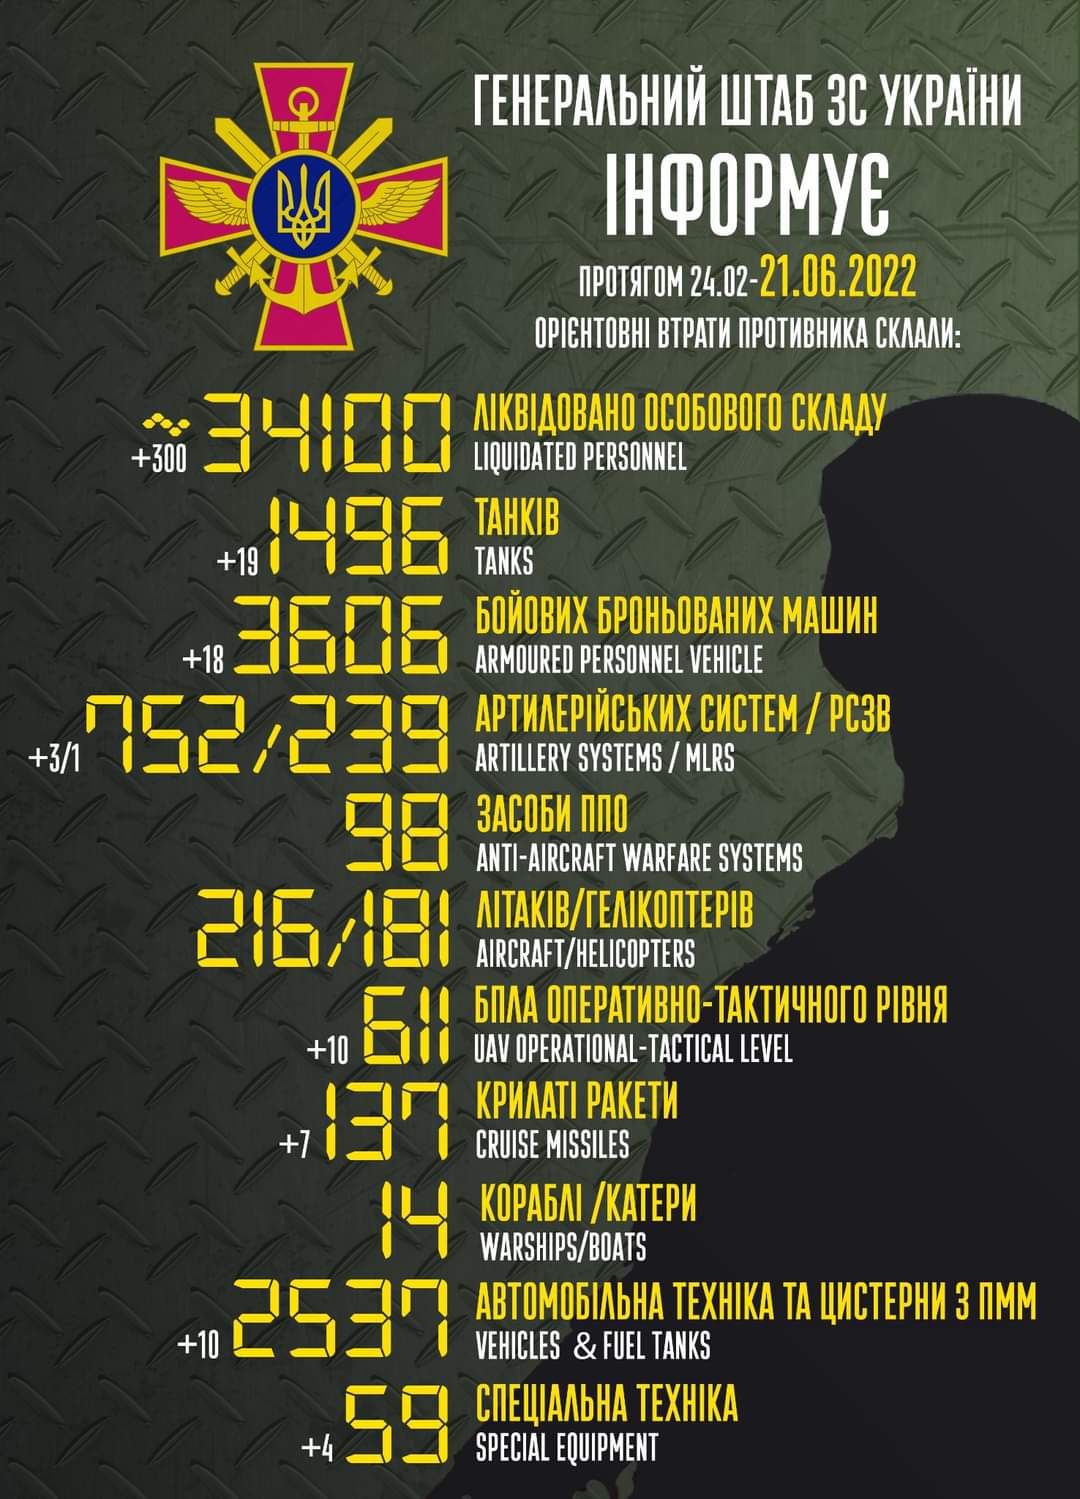 ГЕНЕРАЛЬНИЙ ШТАБ ЗС УКРАЇНИ
ІНФОРМУЄ
ПРОТЯГОМ 24.02-21.06.2022
ОРІЄНТОВНІ ВТРАТИ ПРОТИВНИКА СКЛАЛИ:
+300 ~34100 ЛІКВІДОВАНО ОСОБОВОГО СКЛАДУ
LIQUIDATED PERSONNEL
+19 1496 ТАНКІВ
TANKS
+18 3606 БОЙОВИХ БРОНЬОВАНИХ МАШИН
ARMOURED PERSONNEL VEHICLE
+3/1 752/239 АРТИЛЕРІЙСЬКИХ СИСТЕМ / РСЗВ
ARTILLERY SYSTEMS / MLRS
98 ЗАСОБИ ППО
ANTI-AIRCRAFT WARFARE SYSTEMS
216/181 ЛІТАКІВ/ГЕЛІКОПТЕРІВ
AIRCRAFT/HELICOPTERS
+10 611 БПЛА ОПЕРАТИВНО-ТАКТИЧНОГО РІВНЯ
UAV OPERATIONAL-TACTICAL LEVEL
+7 137 КРИЛАТІ РАКЕТИ
CRUISE MISSILES
14 КОРАБЛІ /КАТЕРИ
WARSHIPS/BOATS
+10 2537 АВТОМОБІЛЬНА ТЕХНІКА ТА ЦИСТЕРНИ З ПММ
VEHICLES & FUEL TANKS
+4 59 СПЕЦІАЛЬНА ТЕХНІКА
SPECIAL EQUIPMENT